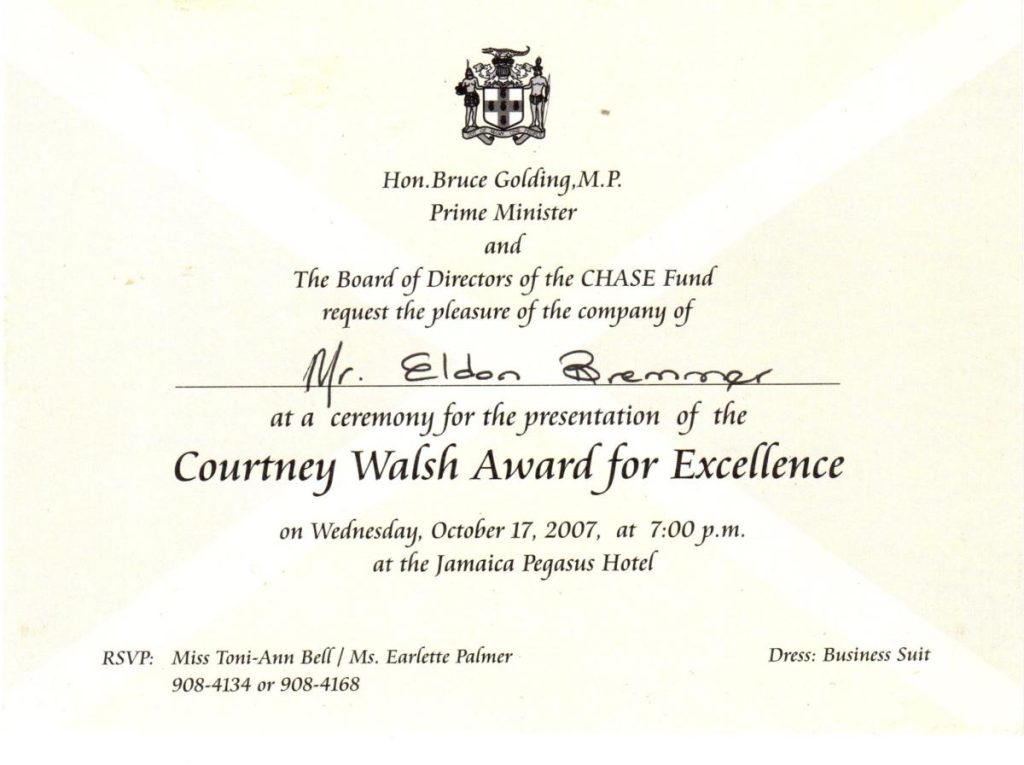 Hon.Bruce Golding,M.P.
Prime Minister
and
The Board of Directors of the CHASE Fund
request the pleasure of the company of
Mr. Eldon Bremmer
at a ceremony for the presentation of the
Courtney Walsh Award for Excellence
on Wednesday, October 17, 2007, at 7:00 p.m.
at the Jamaica Pegasus Hotel
RSVP: Miss Toni-Ann Bell / Ms. Earlette Palmer
908-4134 or 908-4168
Dress: Business Suit